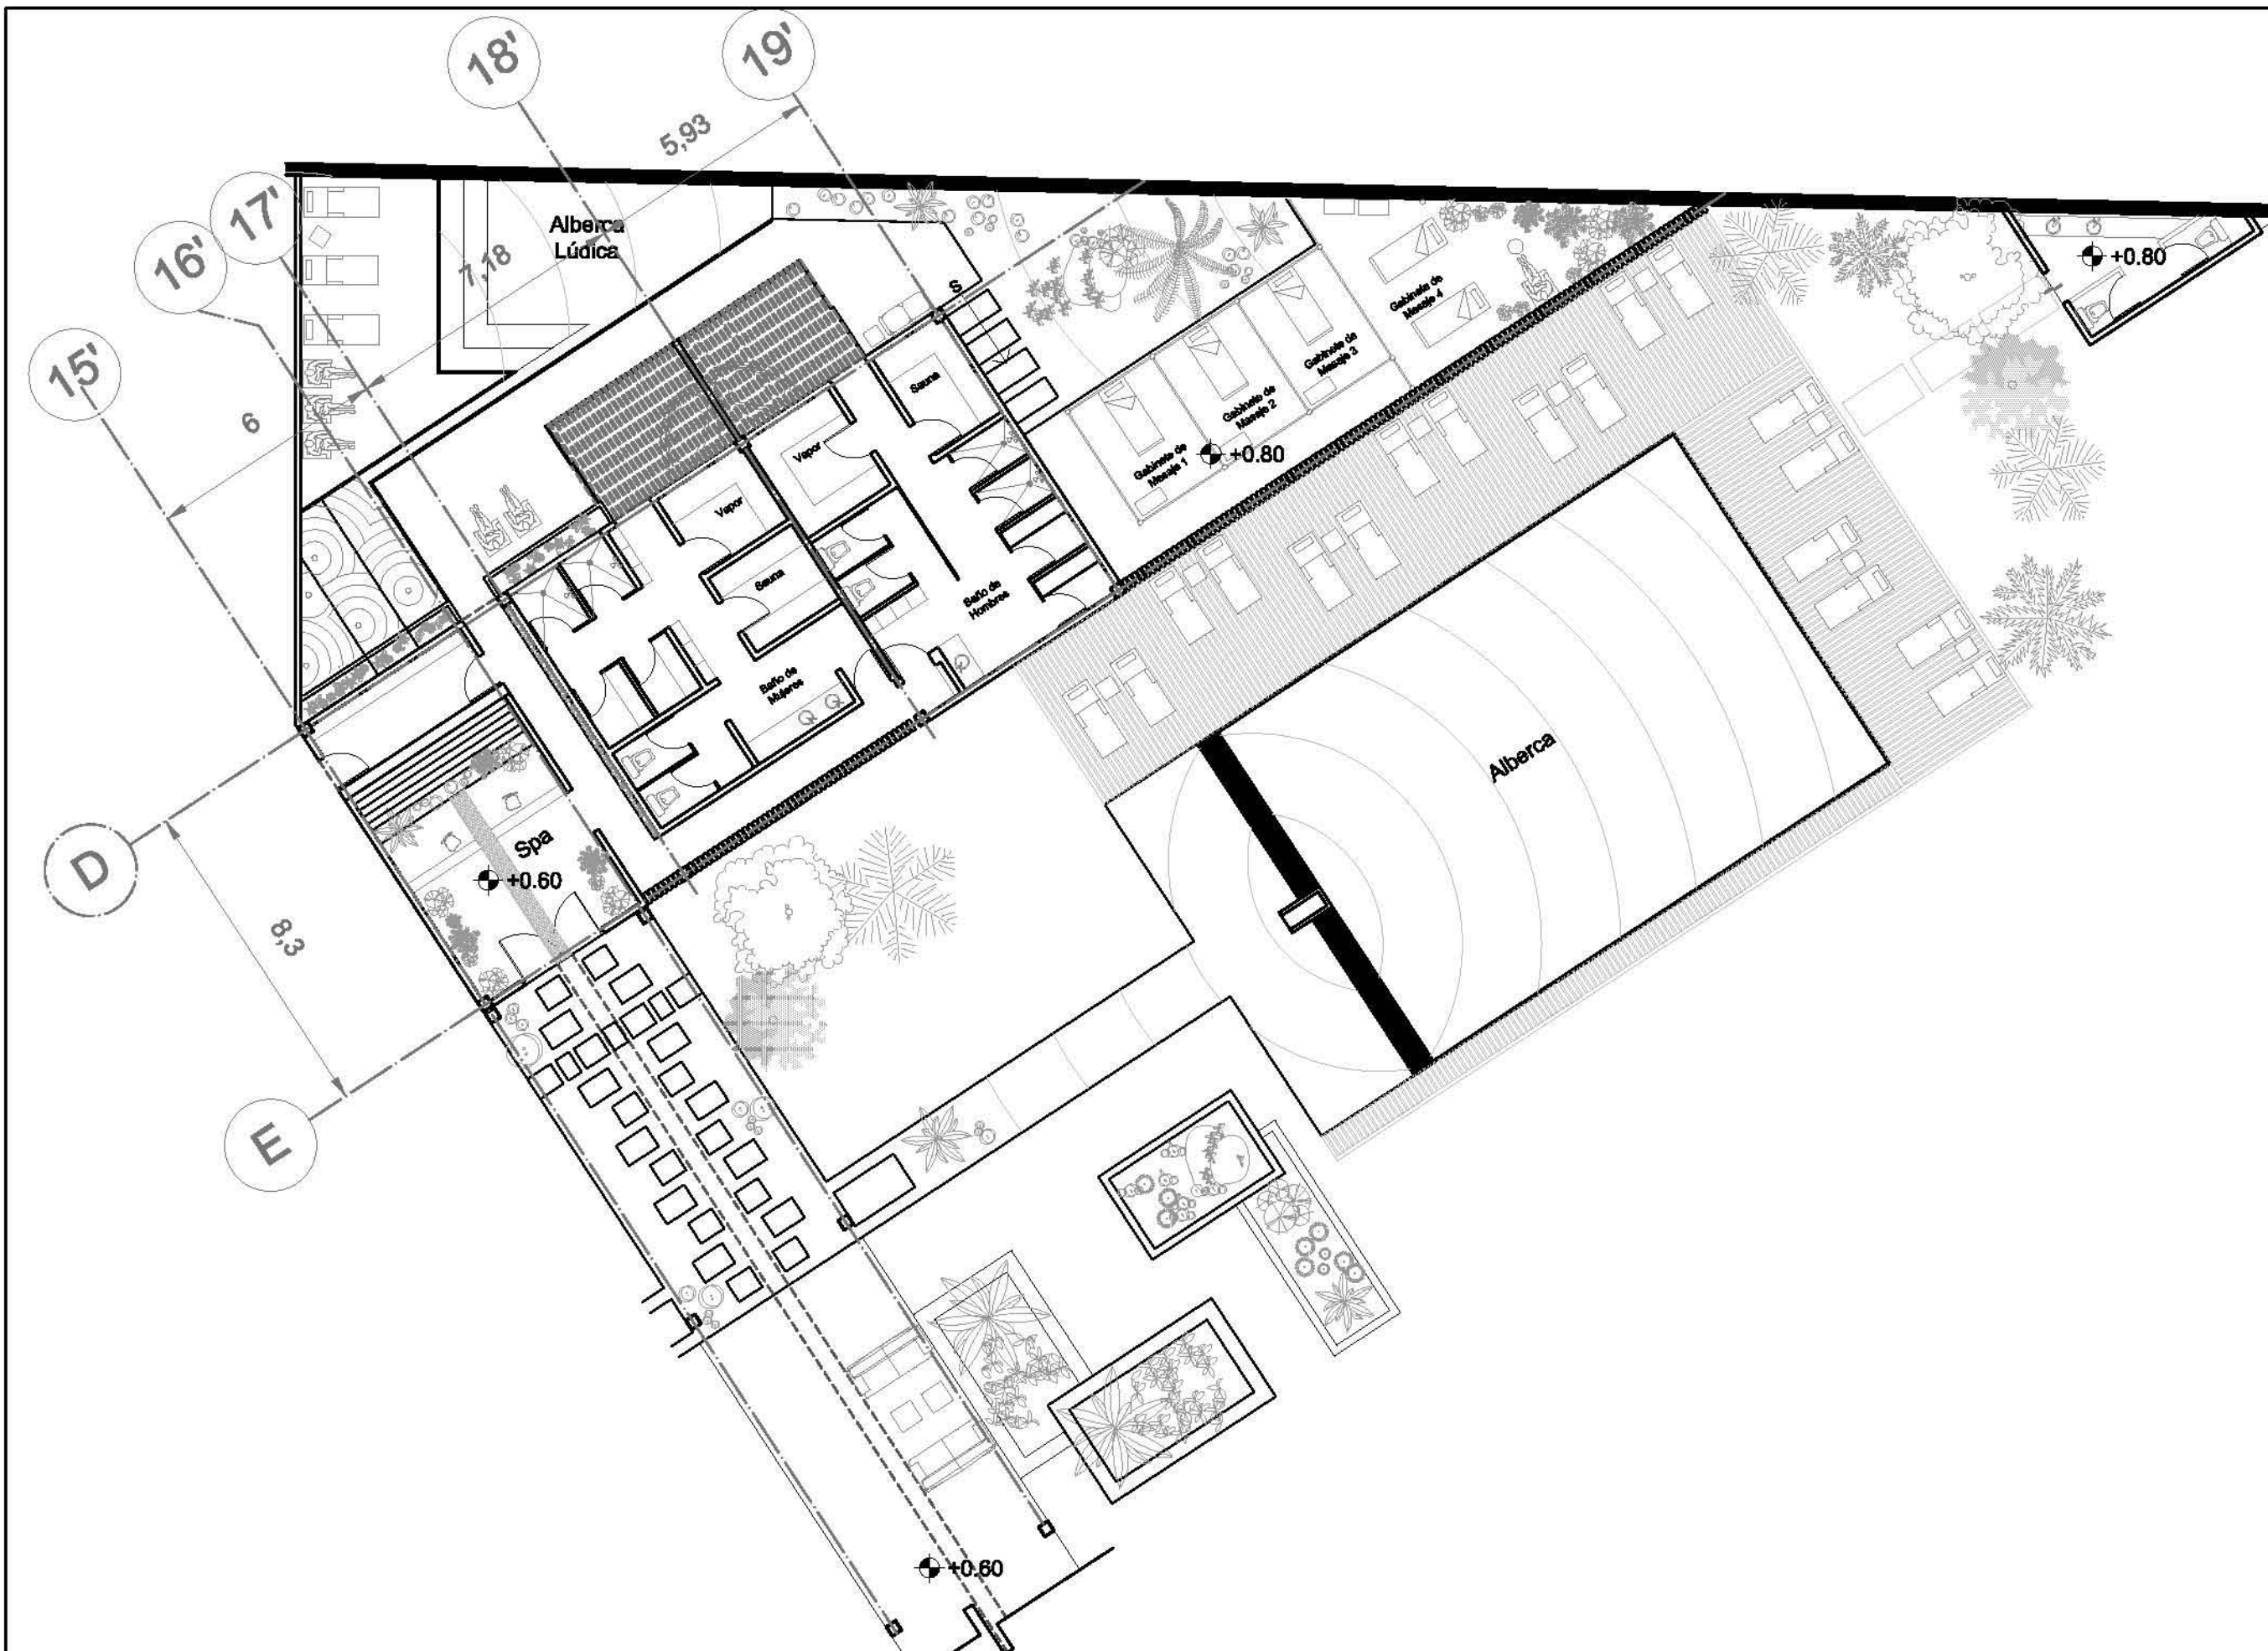 18'
19'
5,93
17'
16'
Alberca
Lúdica
7,18
15'
6
S
+0.80
Gabinete de
Masaje 4
Gabinete de
Masaje 3
Gabinete de
Masaje 2
Gabinete de
Masaje 1
+0.80
Sauna
Vapor
Vapor
Sauna
Baño de
Hombres
Baño de
Mujeres
Alberca
Spa
+0.60
D
8,3
E
+0.60